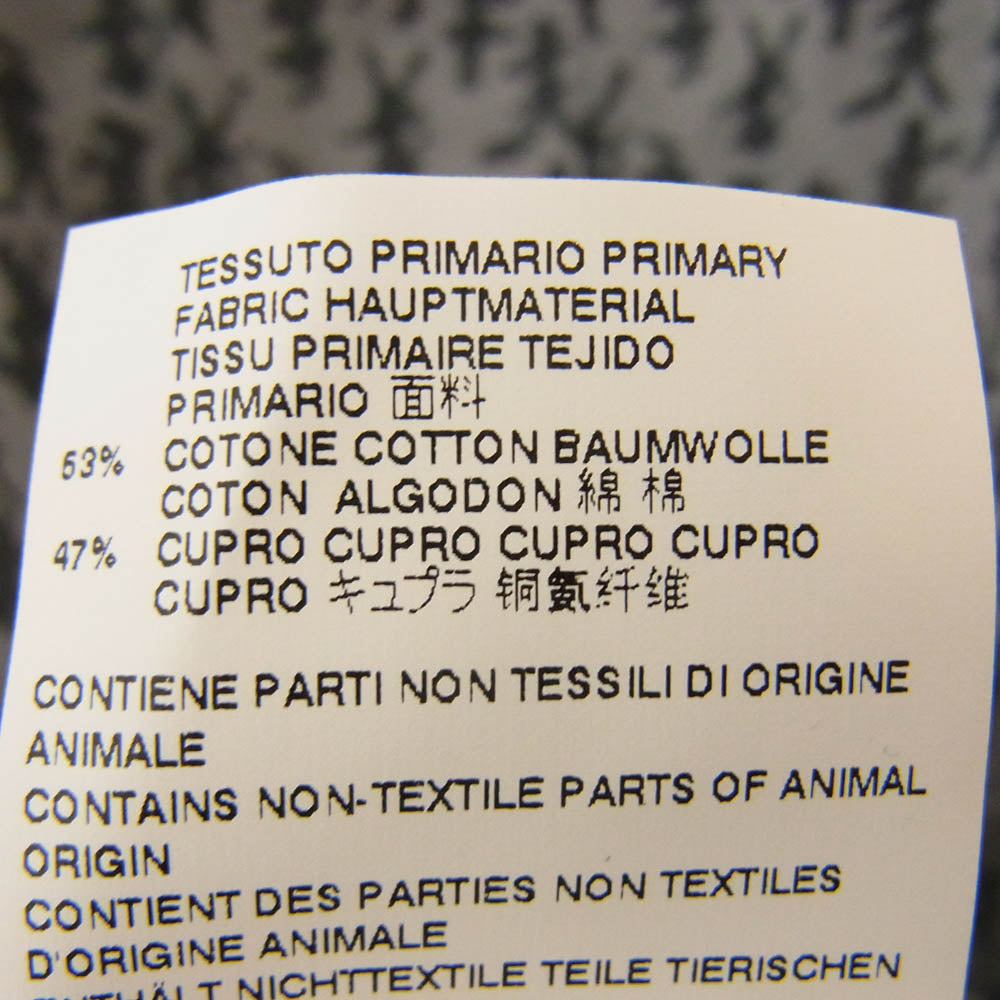 TESSUTO PRIMARIO PRIMARY
FABRIC HAUPTMATERIAL
TISSU PRIMAIRE TEJIDO
PRIMARIO 面料
53% COTONE COTTON BAUMWOLLE
COTON ALGODON 綿 棉
47% CUPRO CUPRO CUPRO CUPRO
CUPRO キュプラ 铜氨纤维
CONTIENE PARTI NON TESSILI DI ORIGINE
ANIMALE
CONTAINS NON-TEXTILE PARTS OF ANIMAL
ORIGIN
CONTIENT DES PARTIES NON TEXTILES
D'ORIGINE ANIMALE
ENTHÄLT NICHTTEXTILE TEILE TIERISCHEN